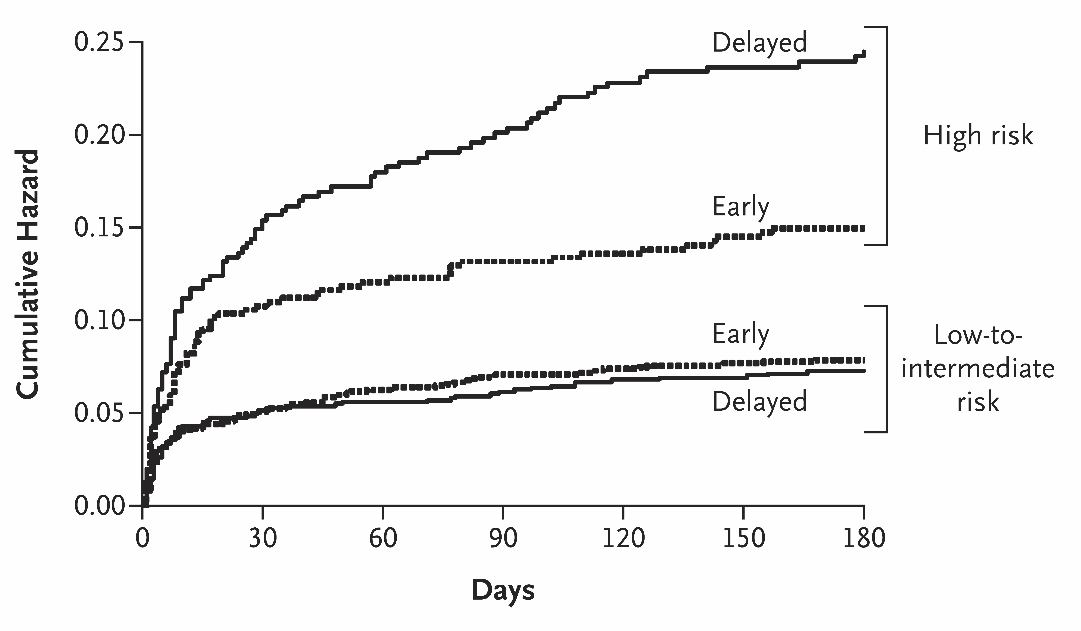 0.25
0.20
0.15
0.10
0.05
0.00
Cumulative Hazard
Delayed
Early
High risk
Early
Delayed
Low-to-
intermediate
risk
0 30 60 90 120 150 180
Days